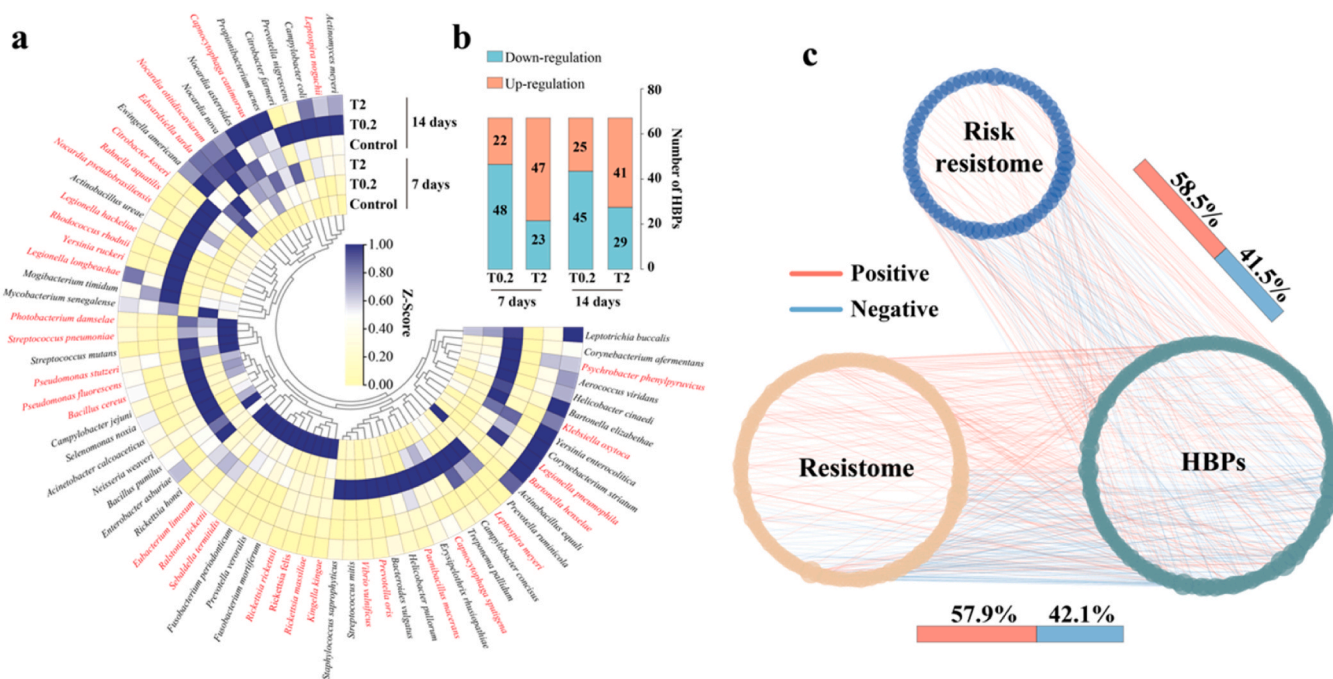 a
Capnocytophaga canimorsus
Propionibacterium acnes
Citrobacter farmeri
Prevotella nigrescens
Campylobacter coli
Leptospira noguchii
Actinomyces meyeri
Nocardia asteroides
Nocardia nova
Nocardia otitidiscaviarum
Edwardsiella tarda
Ewingella americana
Citrobacter koseri
Rahnella aquatilis
Nocardia pseudobrasiliensis
Actinobacillus ureae
Legionella hackeliae
Rhodococcus rhodnii
Yersinia ruckeri
Legionella longbeachae
Mogibacterium timidum
Mycobacterium senegalense
Photobacterium damselae
Streptococcus pneumoniae
Streptococcus mutans
Pseudomonas stutzeri
Pseudomonas fluorescens
Bacillus cereus
Campylobacter jejuni
Selenomonas noxia
Acinetobacter calcoaceticus
Neisseria weaveri
Bacillus pumilus
Enterobacter asburiae
Rickettsia honei
Eubacterium limosum
Ralstonia pickettii
Sebaldella termitidis
Fusobacterium periodonticum
Prevotella veroralis
Fusobacterium mortiferum
Rickettsia rickettsii
Rickettsia felis
Rickettsia massiliae
Kingella kingae
Staphylococcus saprophyticus
Streptococcus mitis
Vibrio vulnificus
Prevotella oris
Bacteroides vulgatus
Helicobacter pullorum
Paenibacillus macerans
Erysipelothrix rhusiopathiae
Capnocytophaga sputigena
Treponema pallidum
Campylobacter concisus
Leptospira meyeri
Prevotella ruminicola
Actinobacillus equuli
Bartonella henselae
Legionella pneumophila
Corynebacterium striatum
Yersinia enterocolitica
Klebsiella oxytoca
Bartonella elizabethae
Helicobacter cinaedi
Aerococcus viridans
Psychrobacter phenylpyruvicus
Corynebacterium afermentans
Leptotrichia buccalis
T2
T0.2
Control
14 days
T2
T0.2
Control
7 days
1.00
0.80
0.60
0.40
0.20
0.00
Z-Score
b
Down-regulation
Up-regulation
80
60
40
20
0
Number of HBPs
22
47
25
41
48
23
45
29
T0.2
T2
T0.2
T2
7 days
14 days
c
Risk
resistome
58.5%
41.5%
Positive
Negative
Resistome
HBPs
57.9%
42.1%